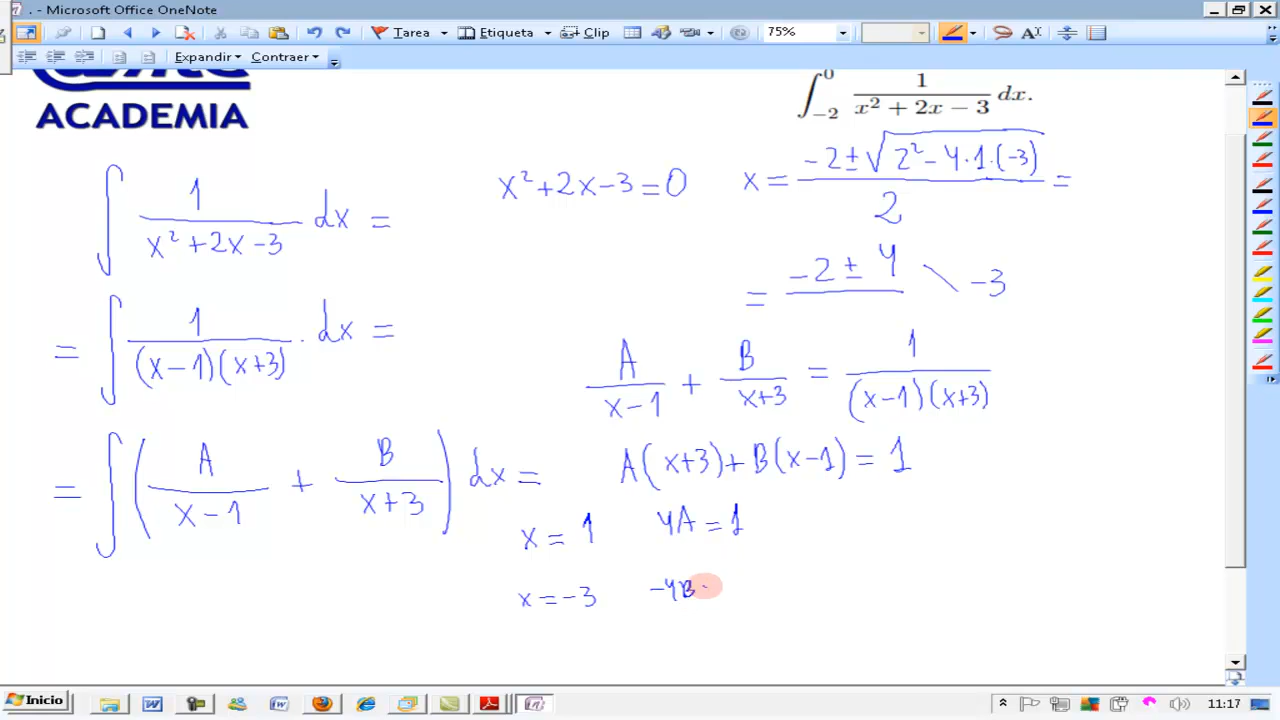 . - Microsoft Office OneNote
Tarea Etiqueta Clip 75%
Expandir Contraer
ACADEMIA
∫_{-2}^{0} 1/(x² + 2x − 3) dx.
∫ 1/(x² + 2x − 3) dx =
x² + 2x − 3 = 0
x = (−2 ± √(2² − 4·1·(−3)))/2 =
= −2 ± 4 \ −3
= ∫ 1/((x−1)(x+3)) · dx =
A/(x−1) + B/(x+3) = 1/((x−1)(x+3))
= ∫ (A/(x−1) + B/(x+3)) dx =
A(x+3) + B(x−1) = 1
x = 1 4A = 1
x = −3 −4B
Inicio 11:17